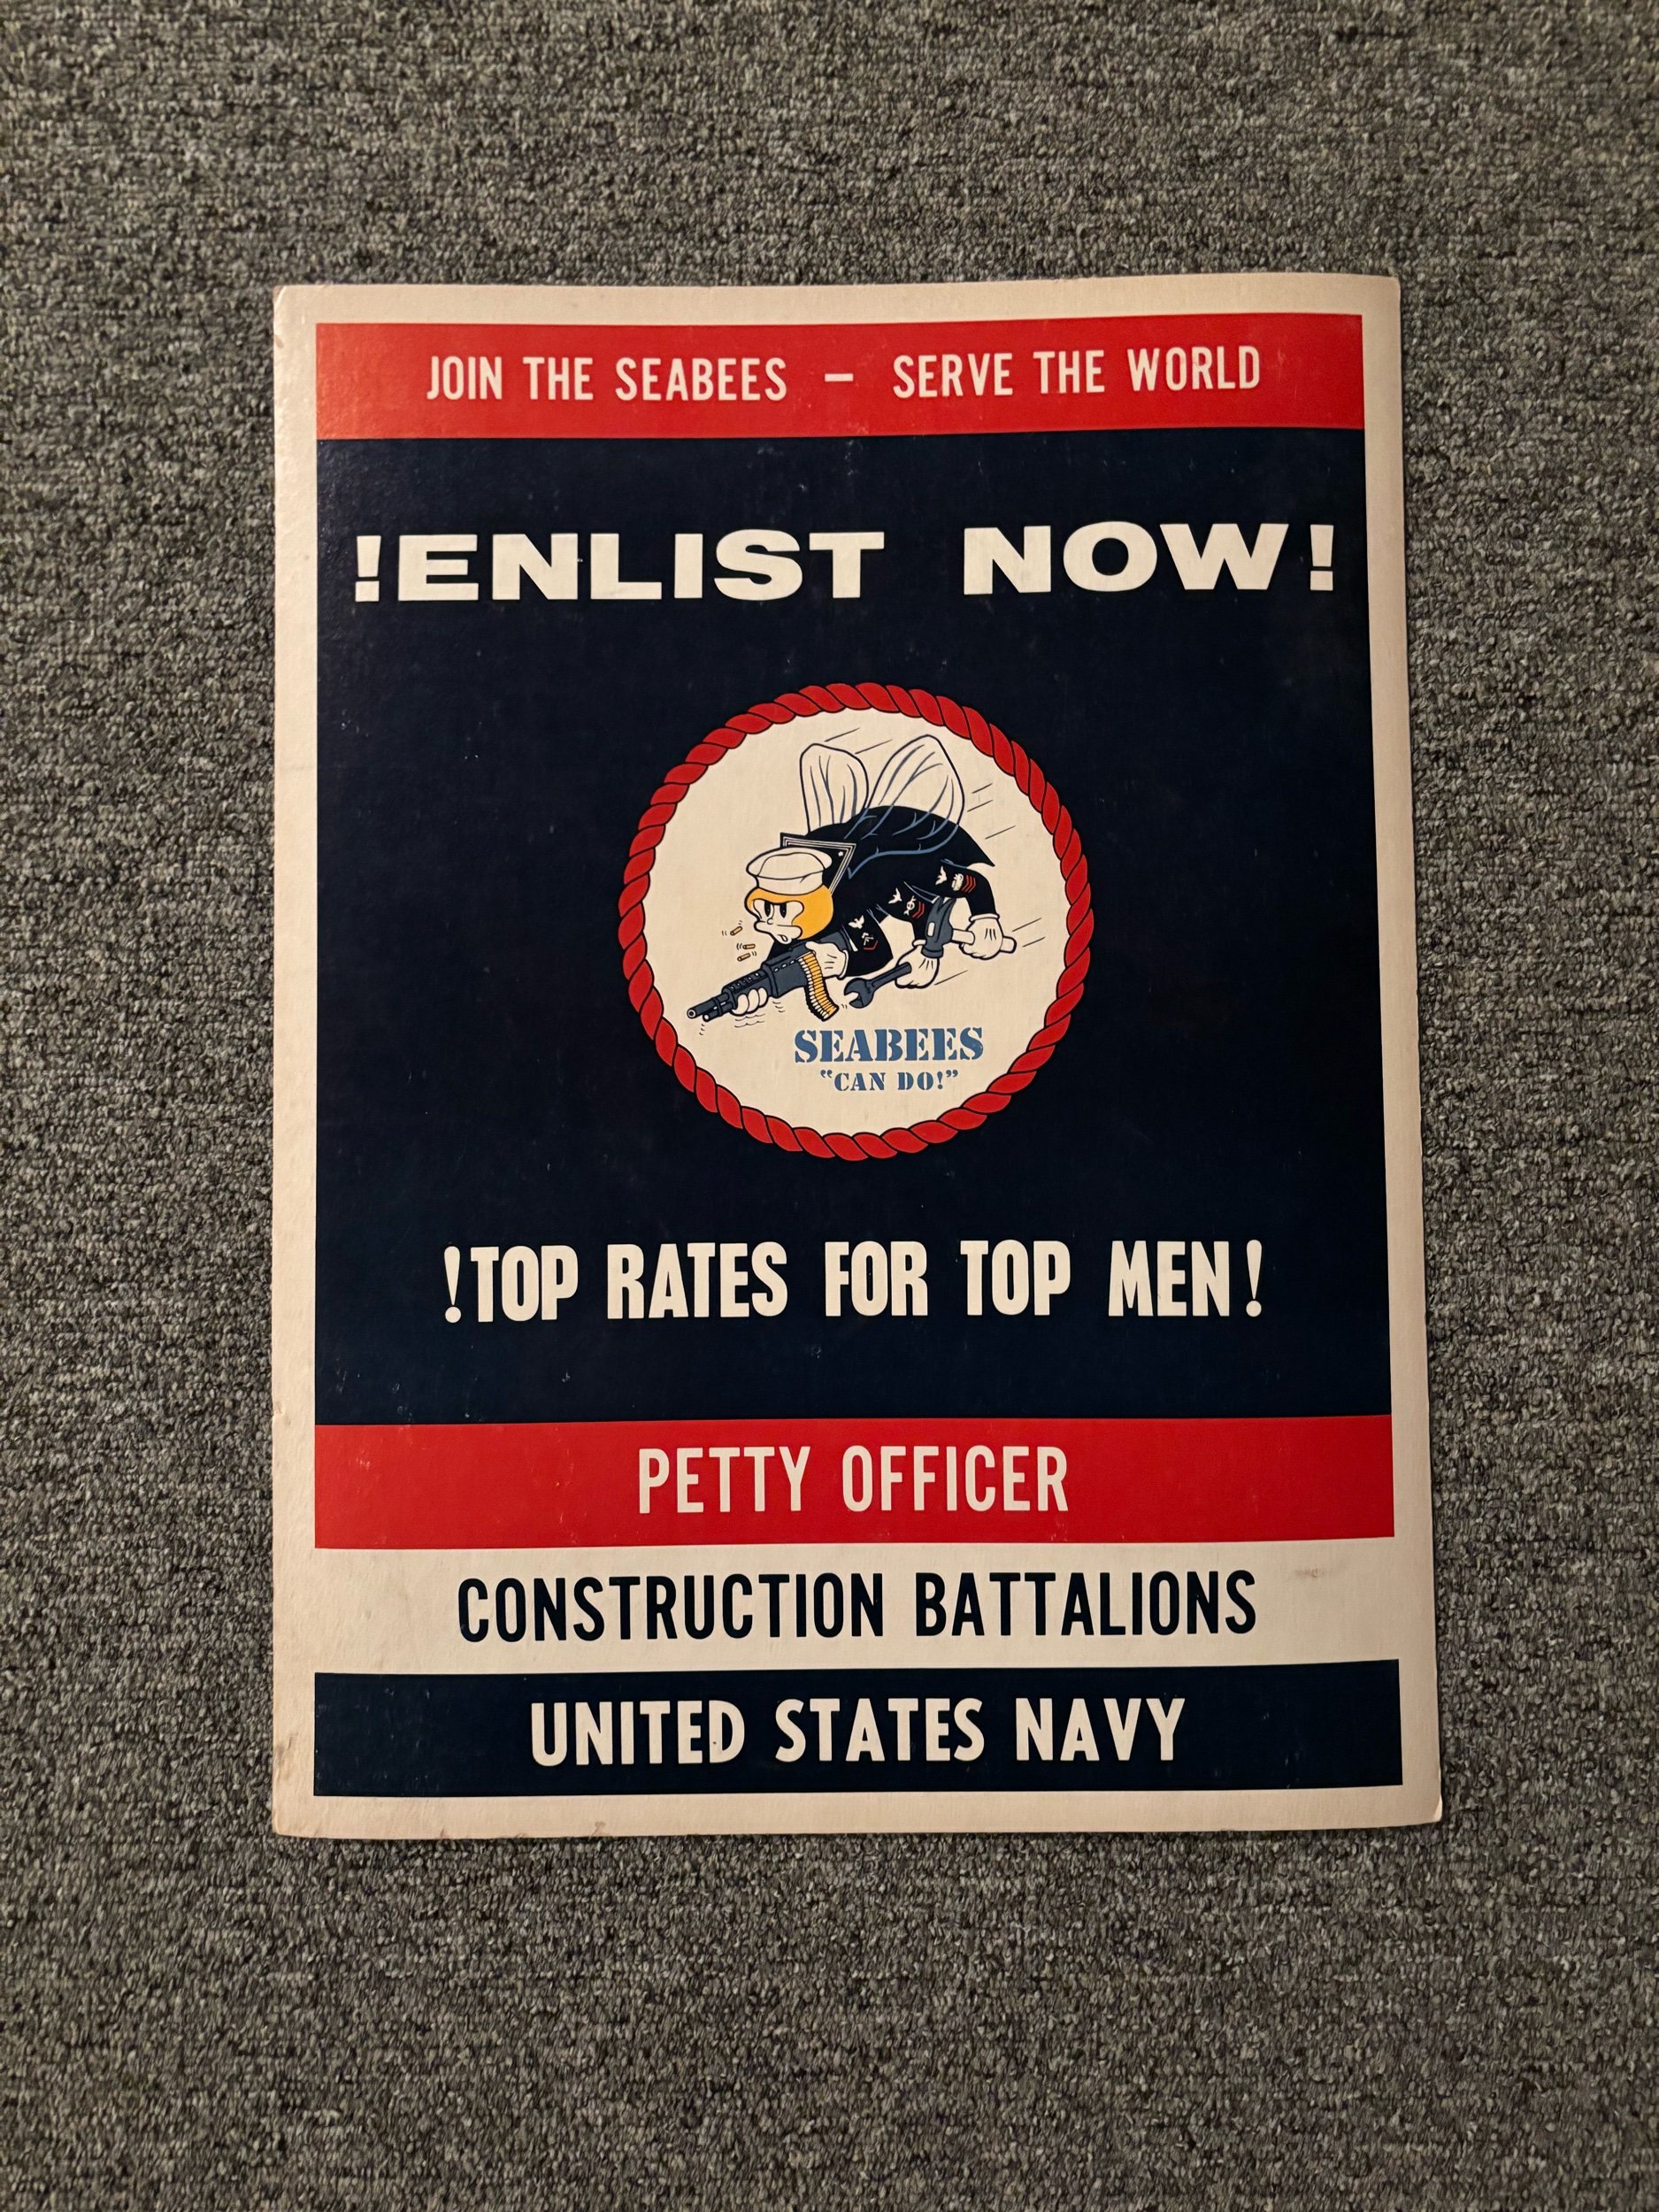 JOIN THE SEABEES – SERVE THE WORLD
!ENLIST NOW!
SEABEES
"CAN DO!"
!TOP RATES FOR TOP MEN!
PETTY OFFICER
CONSTRUCTION BATTALIONS
UNITED STATES NAVY